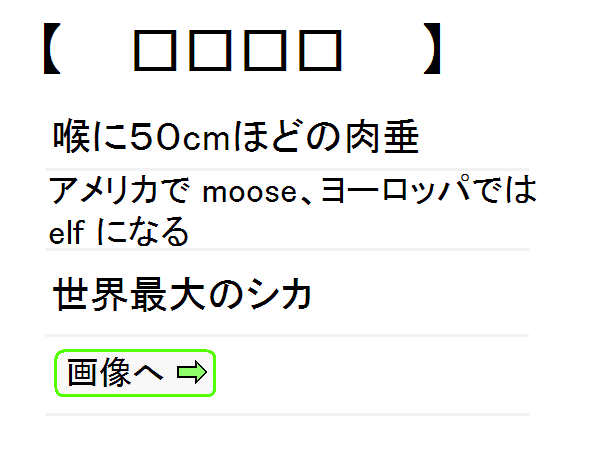 【 □□□□ 】
喉に５０cmほどの肉垂
アメリカで moose、ヨーロッパでは
elf になる
世界最大のシカ
画像へ